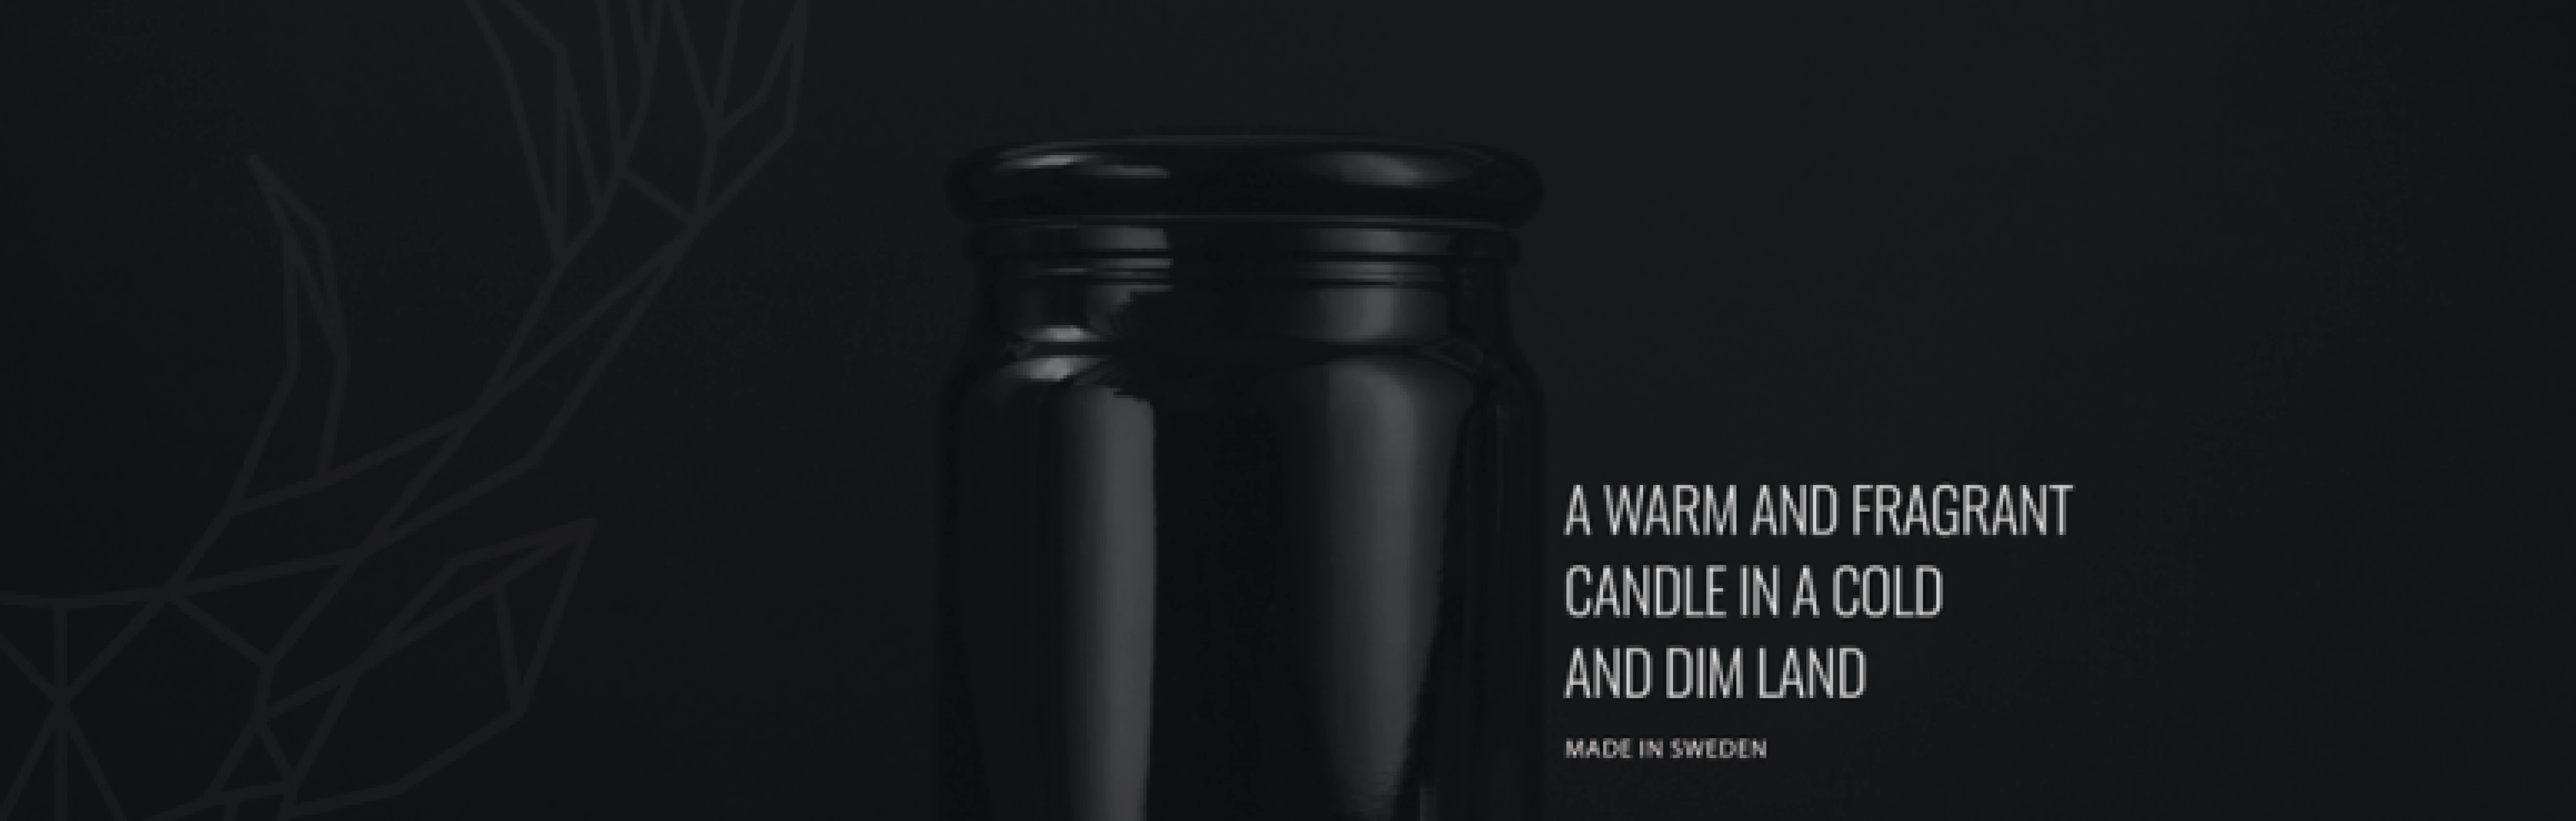 A WARM AND FRAGRANT
CANDLE IN A COLD
AND DIM LAND
MADE IN SWEDEN